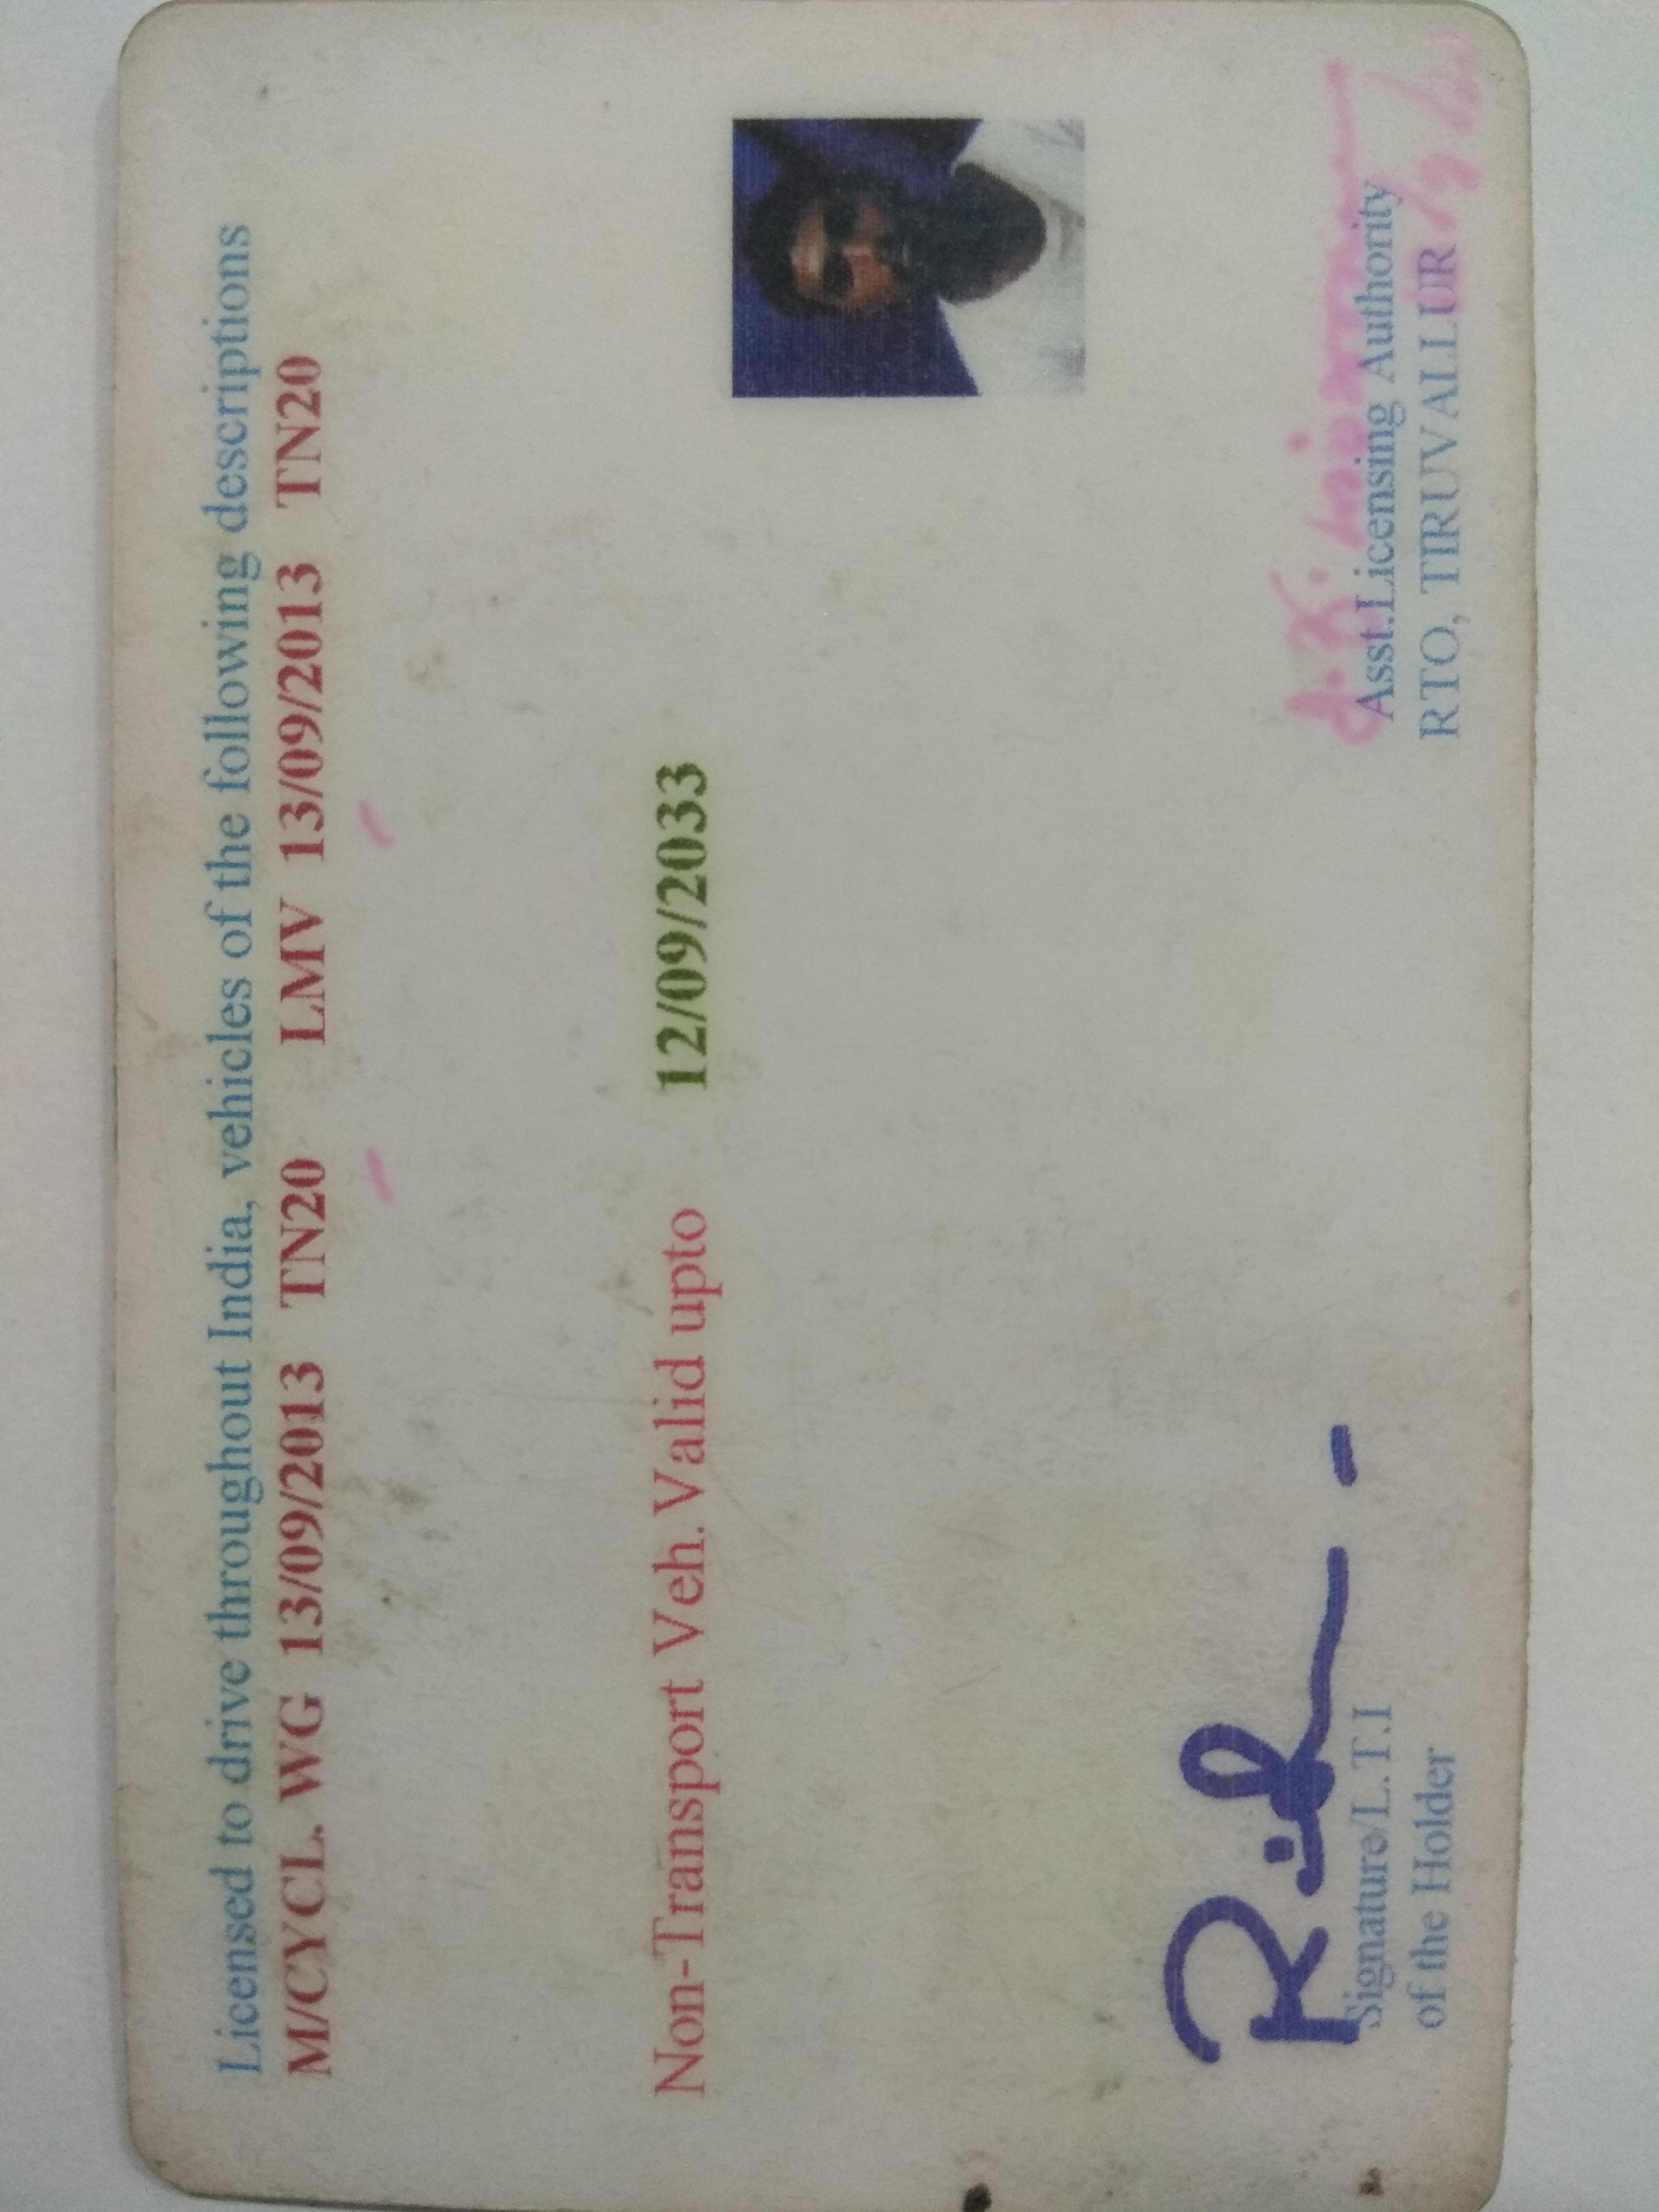 Licensed to drive throughout India, vehicles of the following descriptions
M/CYCL. WG 13/09/2013 TN20 LMV 13/09/2013 TN20
Non-Transport Veh. Valid upto 12/09/2033
Signature/L.T.I
of the Holder
Asst.Licensing Authority
RTO, TIRUVALLUR